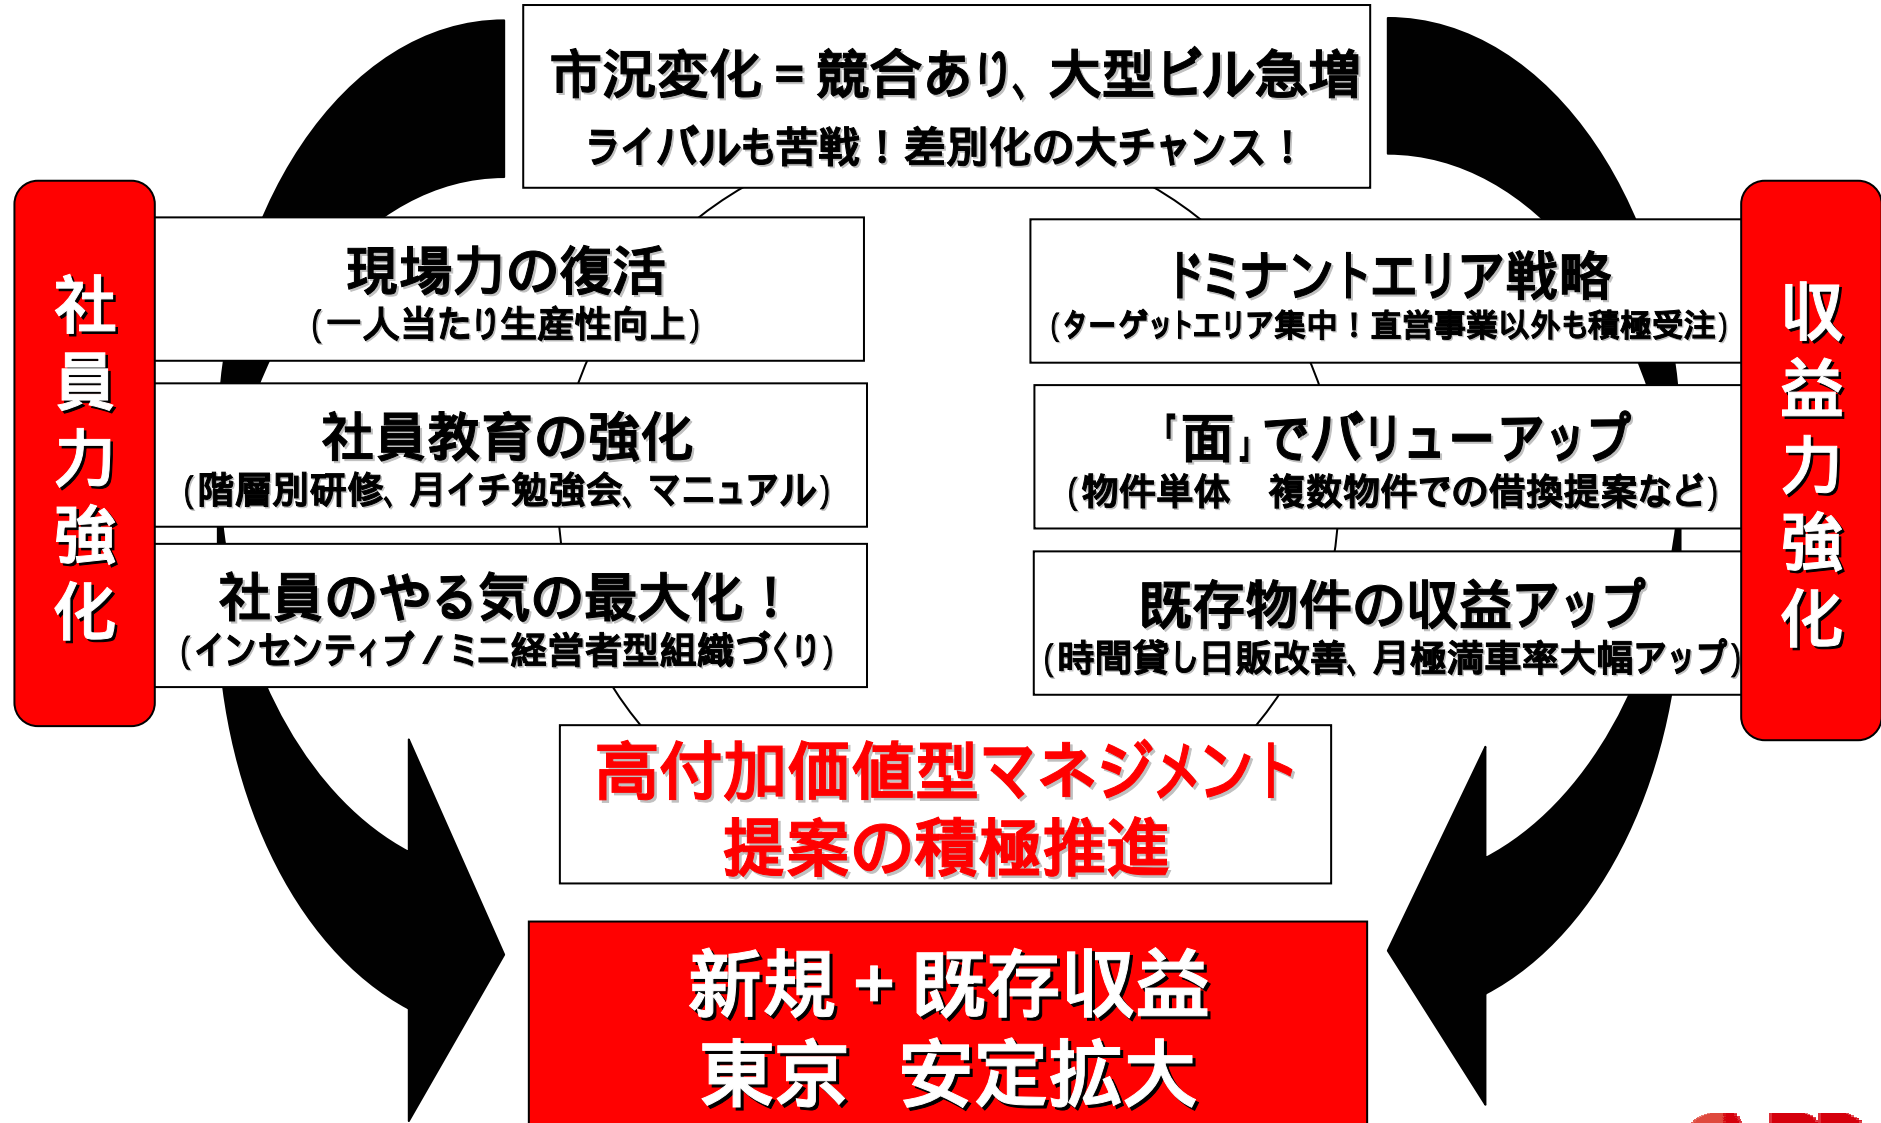 市況変化=競合あり、大型ビル急増
ライバルも苦戦！差別化の大チャンス！
社員力強化
現場力の復活
(一人当たり生産性向上)
社員教育の強化
(階層別研修、月イチ勉強会、マニュアル)
社員のやる気の最大化！
(インセンティブ/ミニ経営者型組織づくり)
ドミナントエリア戦略
(ターゲットエリア集中！直営事業以外も積極受注)
「面」でバリューアップ
(物件単体　複数物件での借換提案など)
既存物件の収益アップ
(時間貸し日販改善、月極満車率大幅アップ)
収益力強化
高付加価値型マネジメント
提案の積極推進
新規+既存収益
東京　安定拡大